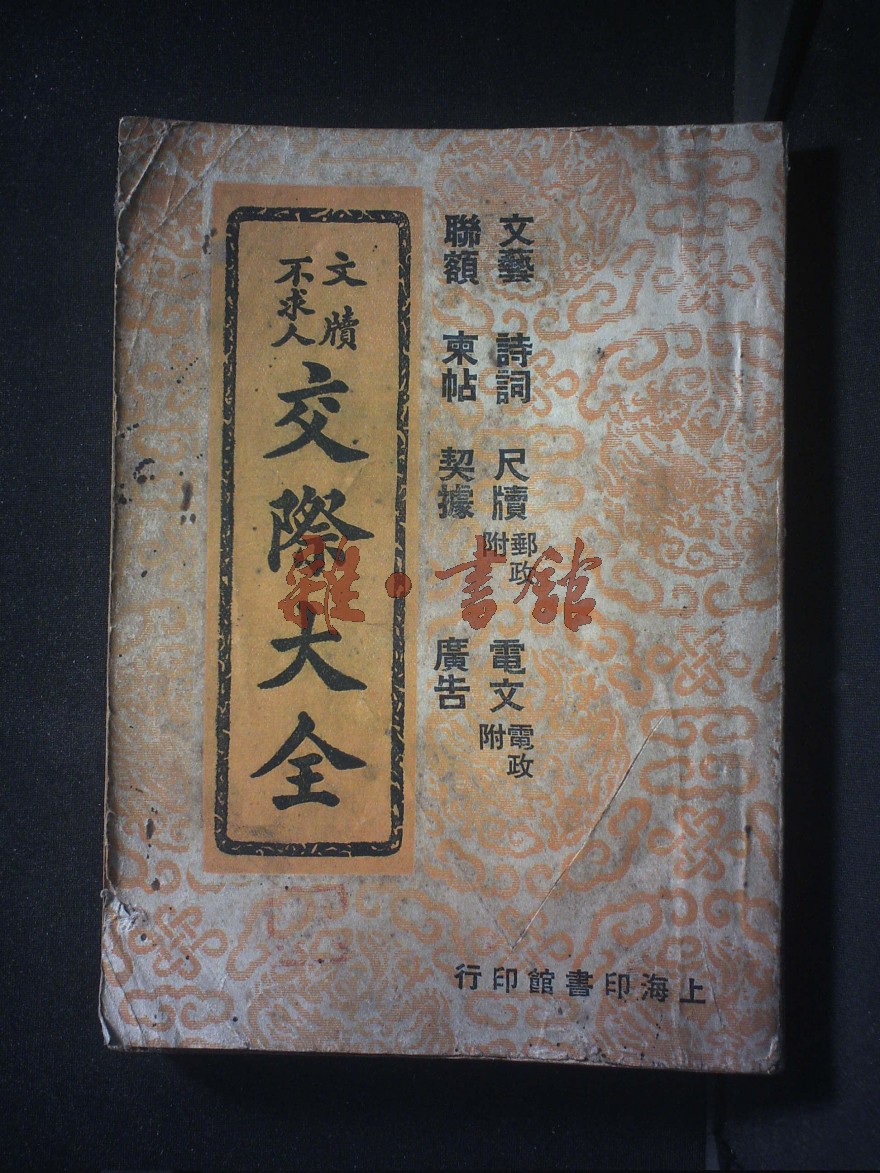 文藝 詩詞 尺牘 附郵政 電文 附電政
聯額 柬帖 契據 廣告
文牘
不求人
交際大全
上海印書館印行
雜·書館